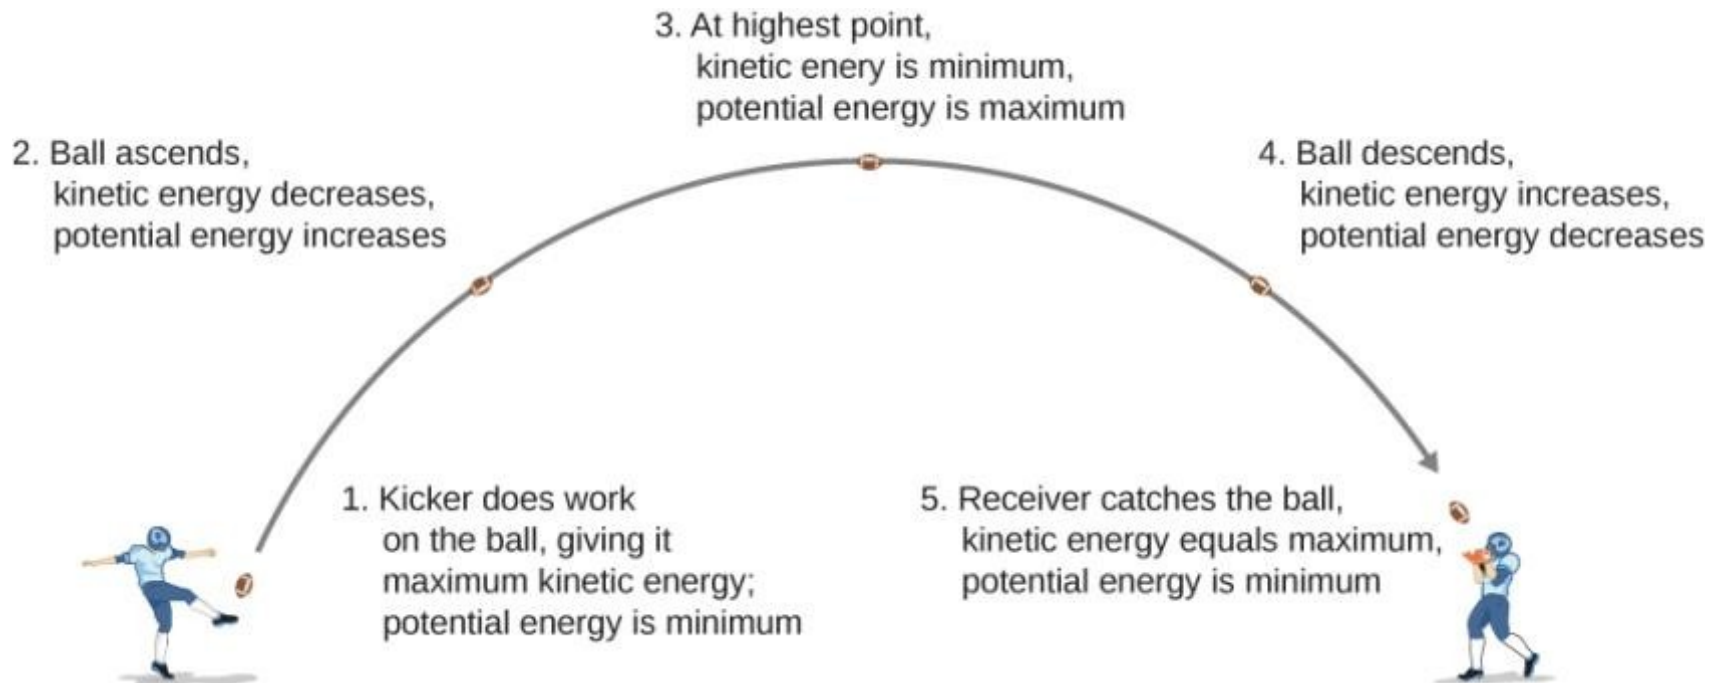 1. Kicker does work
on the ball, giving it
maximum kinetic energy;
potential energy is minimum
2. Ball ascends,
kinetic energy decreases,
potential energy increases
3. At highest point,
kinetic enery is minimum,
potential energy is maximum
4. Ball descends,
kinetic energy increases,
potential energy decreases
5. Receiver catches the ball,
kinetic energy equals maximum,
potential energy is minimum